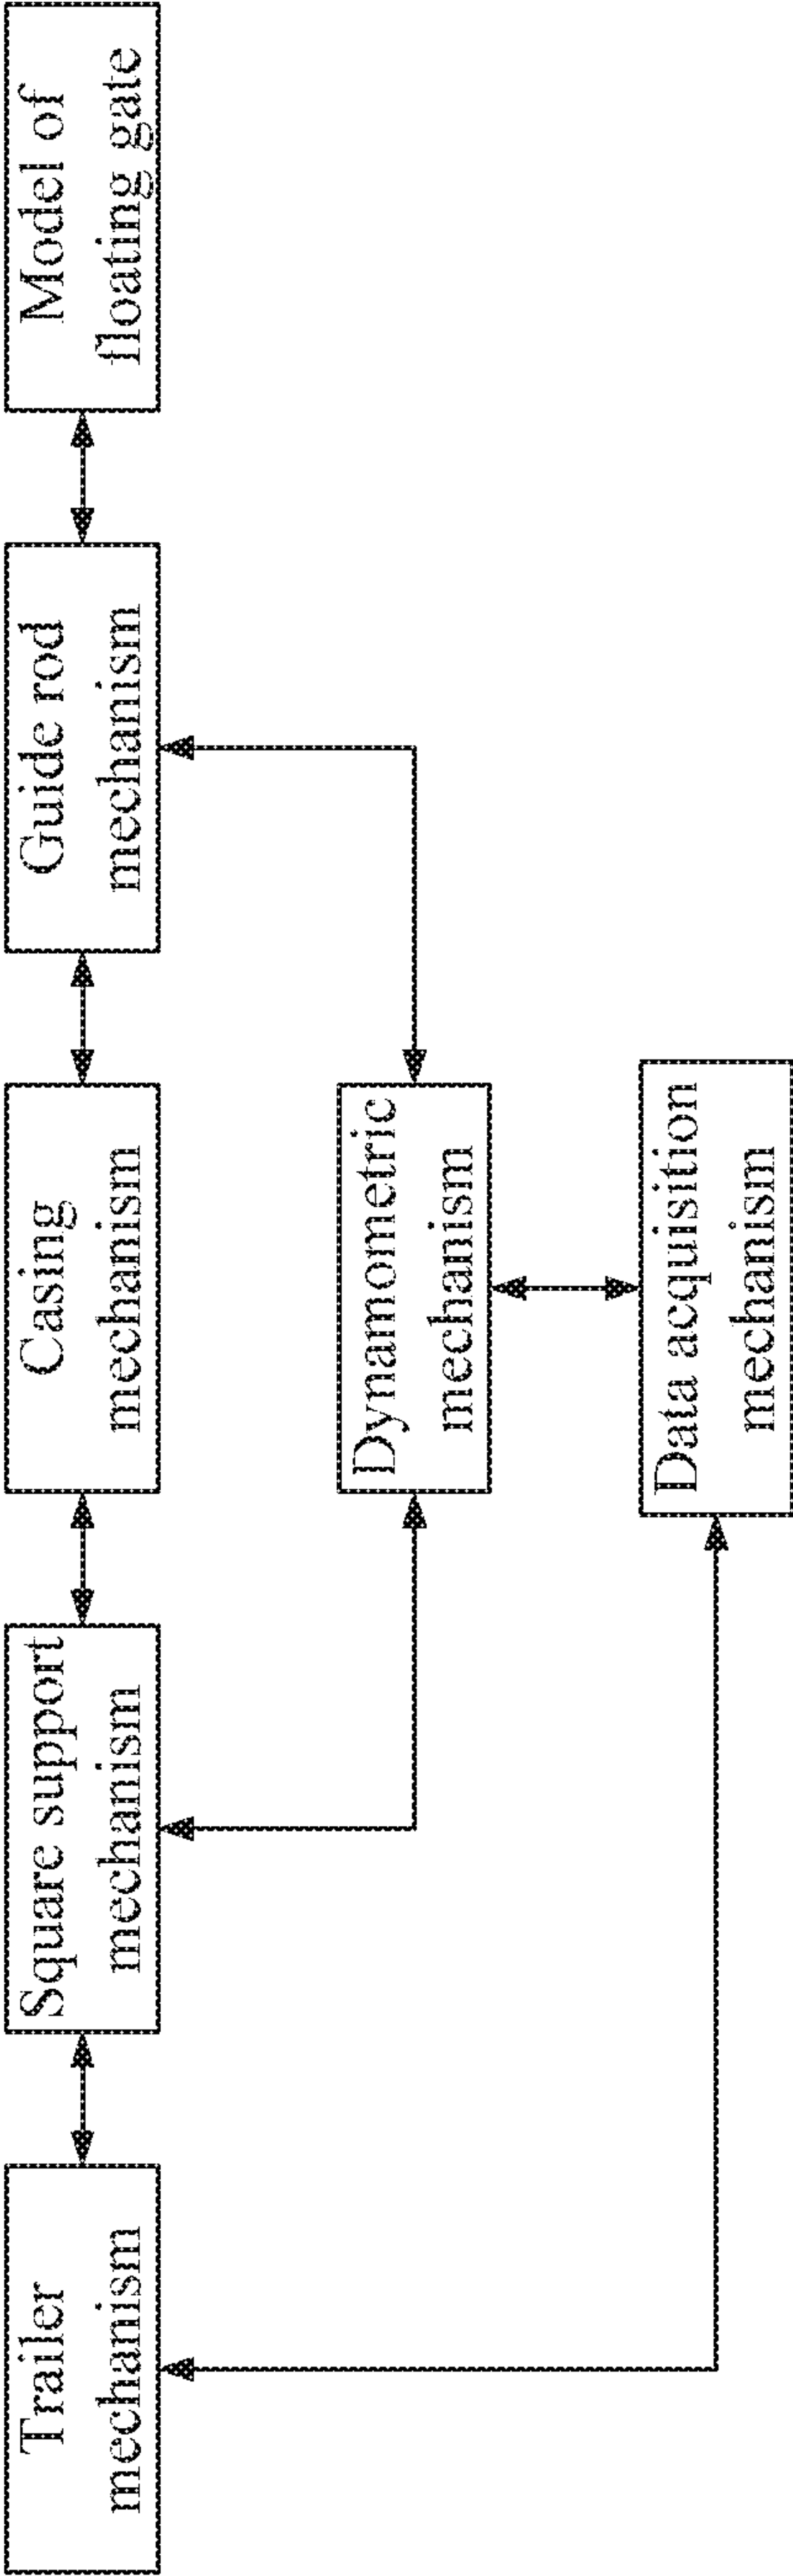 Trailer
mechanism
Square support
mechanism
Casing
mechanism
Guide rod
mechanism
Model of
floating gate
Dynamometric
mechanism
Data acquisition
mechanism